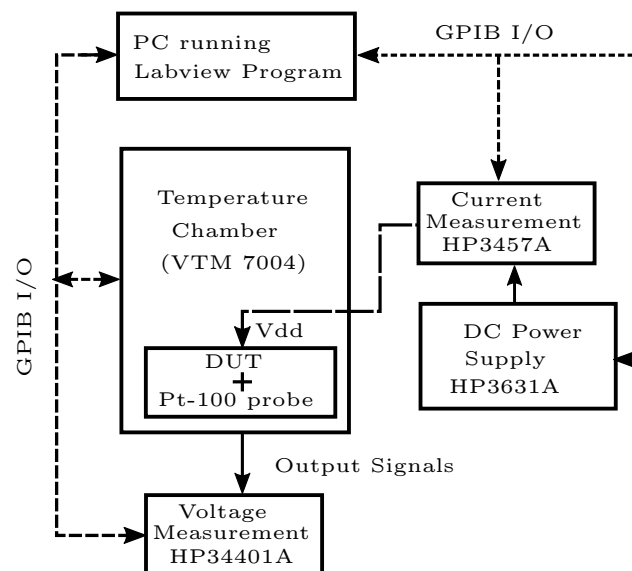 PC running
Labview Program
GPIB I/O
Temperature
Chamber
(VTM 7004)
Current
Measurement
HP3457A
GPIB I/O
Vdd
DC Power
Supply
HP3631A
DUT
+
Pt-100 probe
Output Signals
Voltage
Measurement
HP34401A